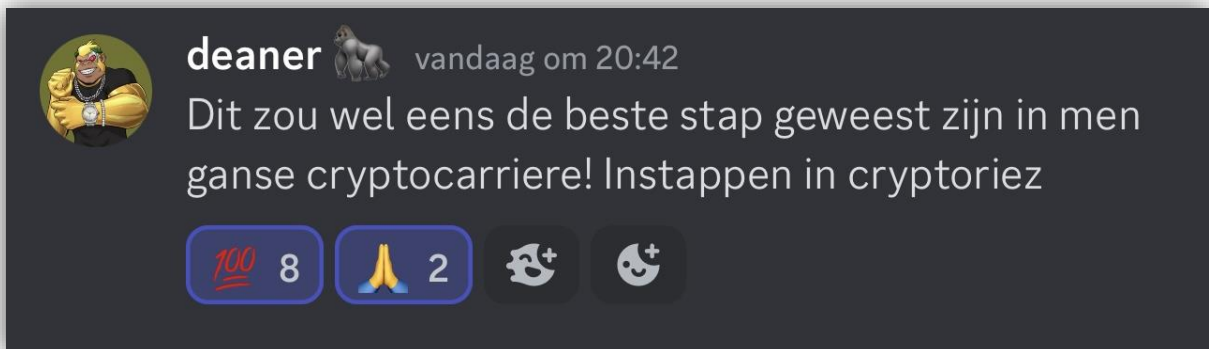 deaner 🦍 vandaag om 20:42
Dit zou wel eens de beste stap geweest zijn in men
ganse cryptocarriere! Instappen in cryptoriez
💯 8 🙏 2